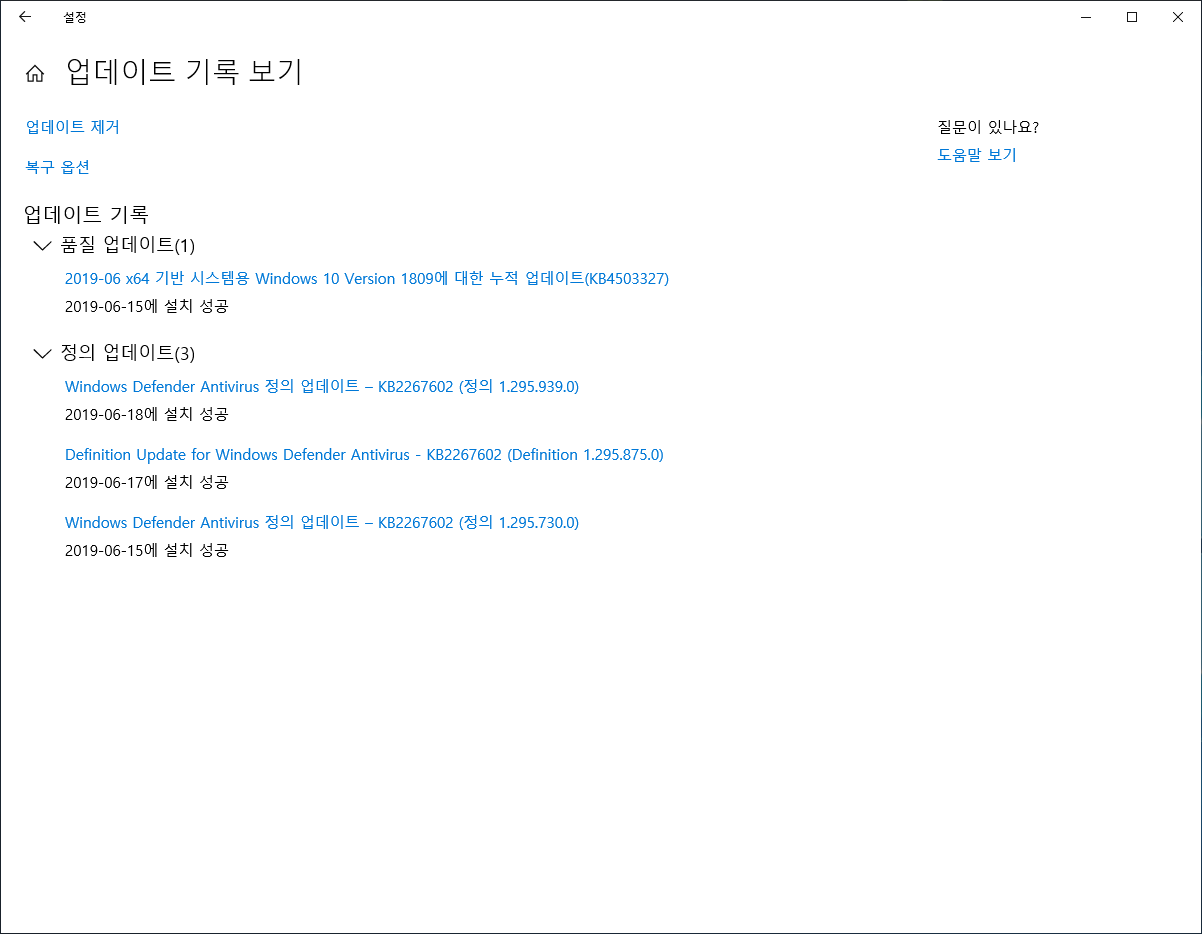 설정
업데이트 기록 보기
업데이트 제거
복구 옵션
질문이 있나요?
도움말 보기
업데이트 기록
품질 업데이트(1)
2019-06 x64 기반 시스템용 Windows 10 Version 1809에 대한 누적 업데이트(KB4503327)
2019-06-15에 설치 성공
정의 업데이트(3)
Windows Defender Antivirus 정의 업데이트 – KB2267602 (정의 1.295.939.0)
2019-06-18에 설치 성공
Definition Update for Windows Defender Antivirus - KB2267602 (Definition 1.295.875.0)
2019-06-17에 설치 성공
Windows Defender Antivirus 정의 업데이트 – KB2267602 (정의 1.295.730.0)
2019-06-15에 설치 성공